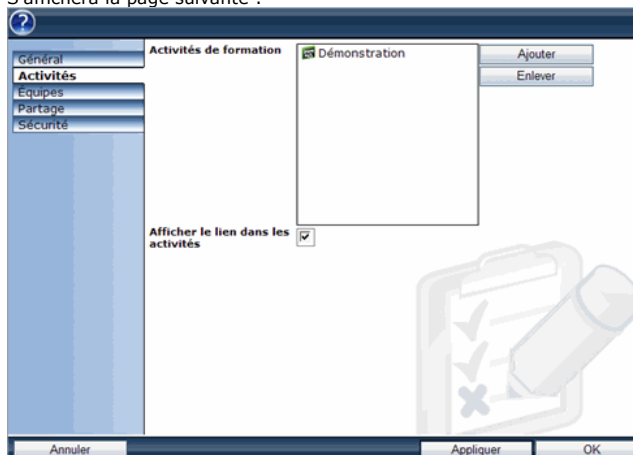 S'affichera la page suivante :
?
Activités de formation
Démonstration
Ajouter
Enlever
Général
Activités
Équipes
Partage
Sécurité
Afficher le lien dans les
activités
Annuler
Appliquer
OK